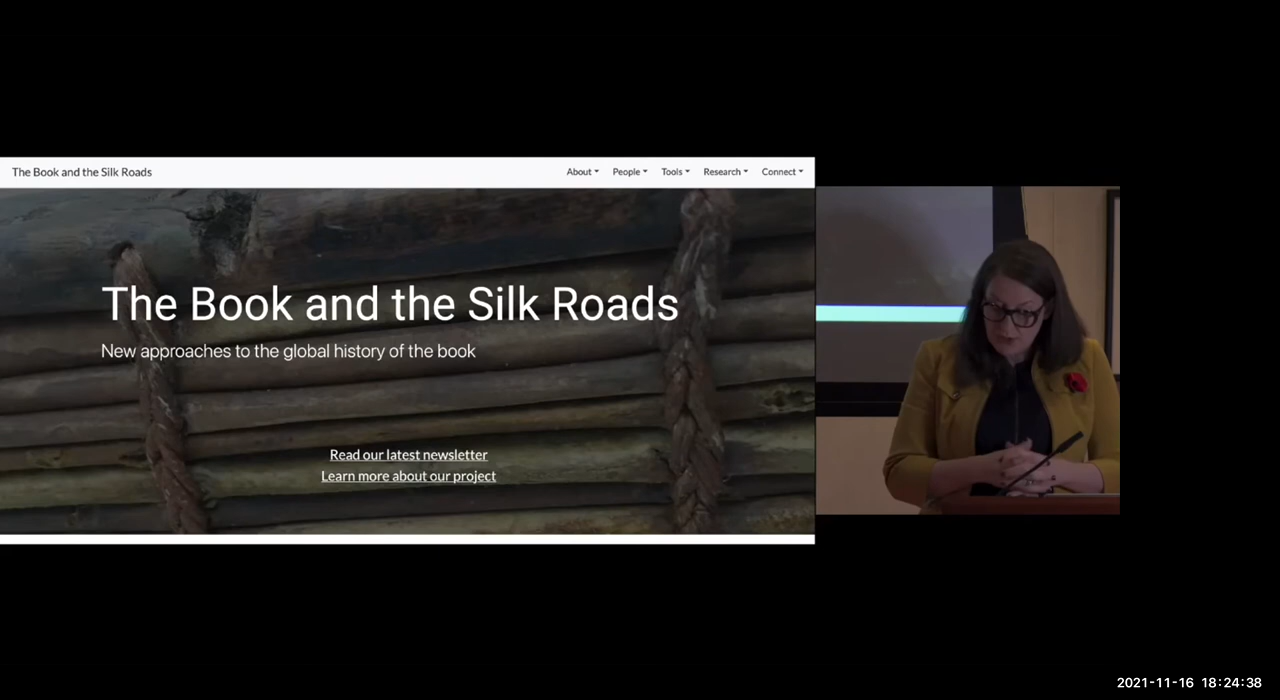 The Book and the Silk Roads
About People Tools Research Connect
The Book and the Silk Roads
New approaches to the global history of the book
Read our latest newsletter
Learn more about our project
2021-11-16 18:24:38